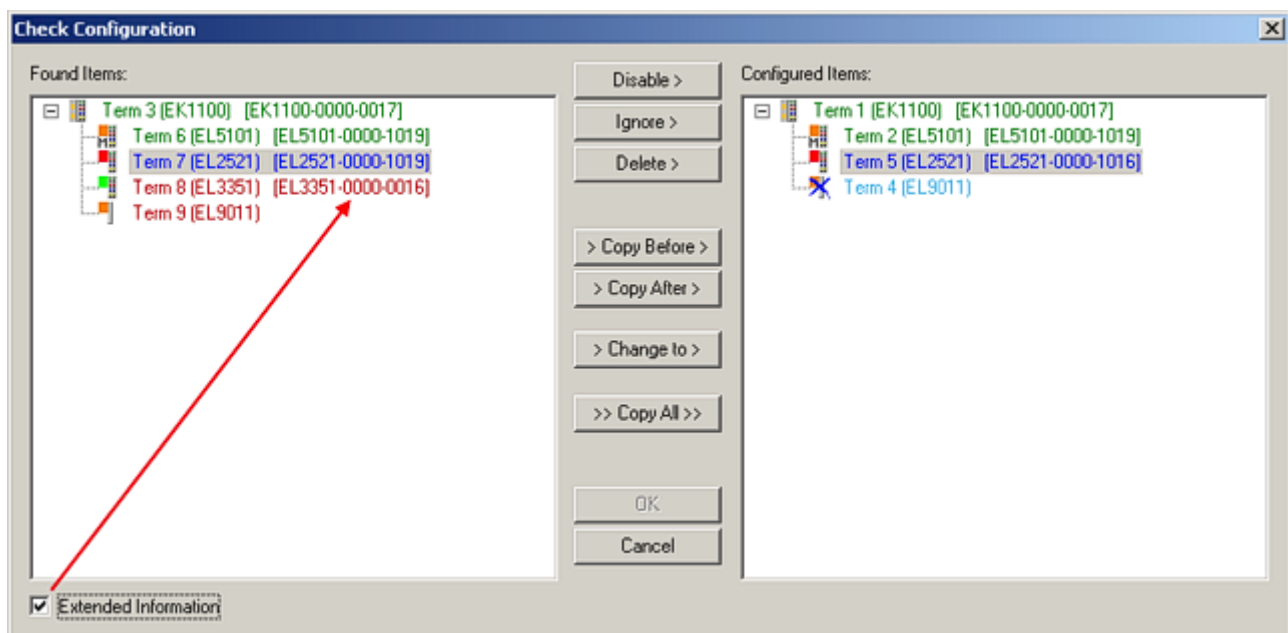 Check Configuration
Found Items:
Term 3 (EK1100) [EK1100-0000-0017]
Term 6 (EL5101) [EL5101-0000-1019]
Term 7 (EL2521) [EL2521-0000-1019]
Term 8 (EL3351) [EL3351-0000-0016]
Term 9 (EL9011)
Extended Information
Disable >
Ignore >
Delete >
> Copy Before >
> Copy After >
> Change to >
>> Copy All >>
OK
Cancel
Configured Items:
Term 1 (EK1100) [EK1100-0000-0017]
Term 2 (EL5101) [EL5101-0000-1019]
Term 5 (EL2521) [EL2521-0000-1016]
Term 4 (EL9011)